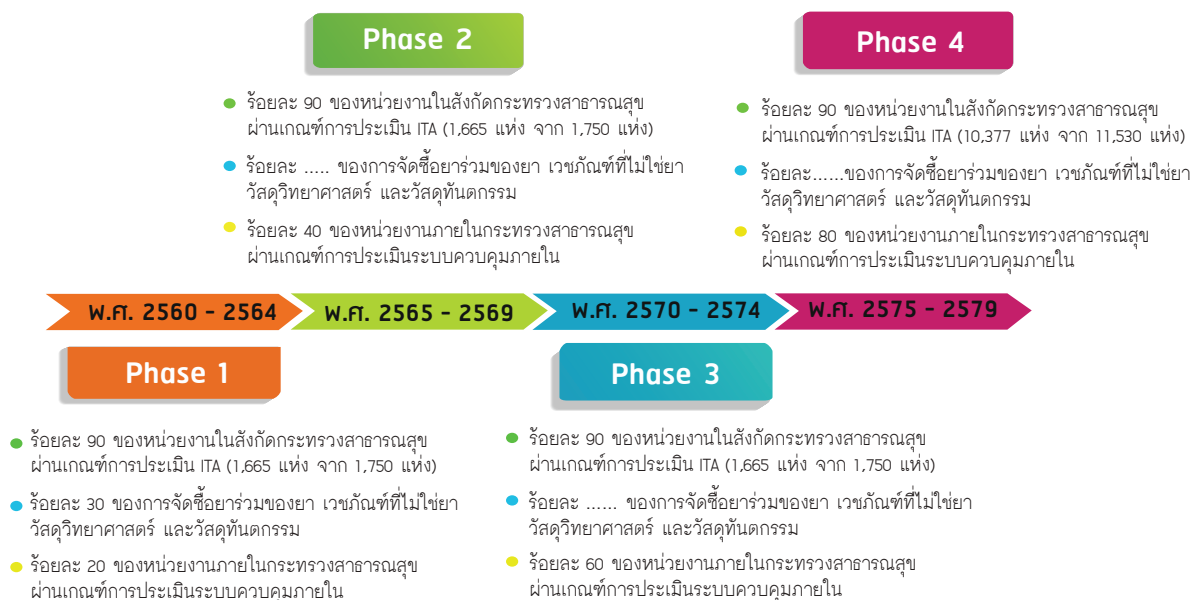 Phase 2
ร้อยละ 90 ของหน่วยงานในสังกัดกระทรวงสาธารณสุข
ผ่านเกณฑ์การประเมิน ITA (1,665 แห่ง จาก 1,750 แห่ง)
ร้อยละ ..... ของการจัดซื้อยาร่วมของยา เวชภัณฑ์ที่ไม่ใช่ยา
วัสดุวิทยาศาสตร์ และวัสดุทันตกรรม
ร้อยละ 40 ของหน่วยงานภายในกระทรวงสาธารณสุข
ผ่านเกณฑ์การประเมินระบบควบคุมภายใน
Phase 4
ร้อยละ 90 ของหน่วยงานในสังกัดกระทรวงสาธารณสุข
ผ่านเกณฑ์การประเมิน ITA (10,377 แห่ง จาก 11,530 แห่ง)
ร้อยละ......ของการจัดซื้อยาร่วมของยา เวชภัณฑ์ที่ไม่ใช่ยา
วัสดุวิทยาศาสตร์ และวัสดุทันตกรรม
ร้อยละ 80 ของหน่วยงานภายในกระทรวงสาธารณสุข
ผ่านเกณฑ์การประเมินระบบควบคุมภายใน
พ.ศ. 2560 - 2564
พ.ศ. 2565 - 2569
พ.ศ. 2570 - 2574
พ.ศ. 2575 - 2579
Phase 1
ร้อยละ 90 ของหน่วยงานในสังกัดกระทรวงสาธารณสุข
ผ่านเกณฑ์การประเมิน ITA (1,665 แห่ง จาก 1,750 แห่ง)
ร้อยละ 30 ของการจัดซื้อยาร่วมของยา เวชภัณฑ์ที่ไม่ใช่ยา
วัสดุวิทยาศาสตร์ และวัสดุทันตกรรม
ร้อยละ 20 ของหน่วยงานภายในกระทรวงสาธารณสุข
ผ่านเกณฑ์การประเมินระบบควบคุมภายใน
Phase 3
ร้อยละ 90 ของหน่วยงานในสังกัดกระทรวงสาธารณสุข
ผ่านเกณฑ์การประเมิน ITA (1,665 แห่ง จาก 1,750 แห่ง)
ร้อยละ ...... ของการจัดซื้อยาร่วมของยา เวชภัณฑ์ที่ไม่ใช่ยา
วัสดุวิทยาศาสตร์ และวัสดุทันตกรรม
ร้อยละ 60 ของหน่วยงานภายในกระทรวงสาธารณสุข
ผ่านเกณฑ์การประเมินระบบควบคุมภายใน